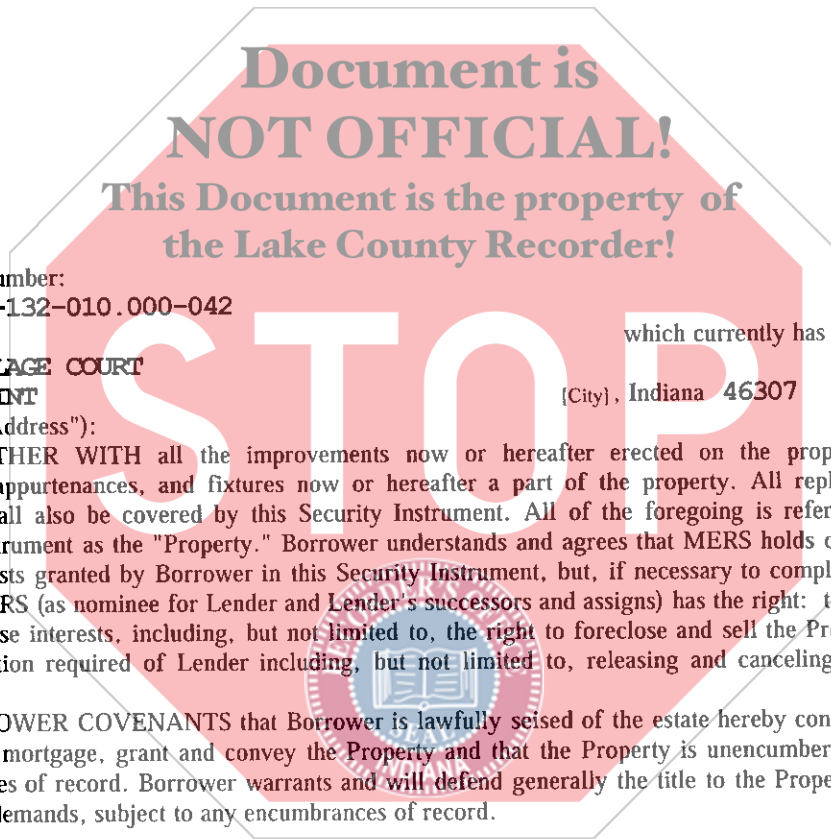 Document is
NOT OFFICIAL!
This Document is the property of
the Lake County Recorder!
umber:
-132-010.000-042
which currently has
LAGE COURT
INT [City], Indiana 46307
Address"):
THER WITH all the improvements now or hereafter erected on the prop
appurtenances, and fixtures now or hereafter a part of the property. All repl
all also be covered by this Security Instrument. All of the foregoing is refer
rument as the "Property." Borrower understands and agrees that MERS holds o
sts granted by Borrower in this Security Instrument, but, if necessary to compl
RS (as nominee for Lender and Lender's successors and assigns) has the right: t
se interests, including, but not limited to, the right to foreclose and sell the Pr
tion required of Lender including, but not limited to, releasing and canceling
OWER COVENANTS that Borrower is lawfully seised of the estate hereby con
mortgage, grant and convey the Property and that the Property is unencumber
es of record. Borrower warrants and will defend generally the title to the Prope
demands, subject to any encumbrances of record.
STOP
RECORDER'S OFFICE
SEAL
INDIANA